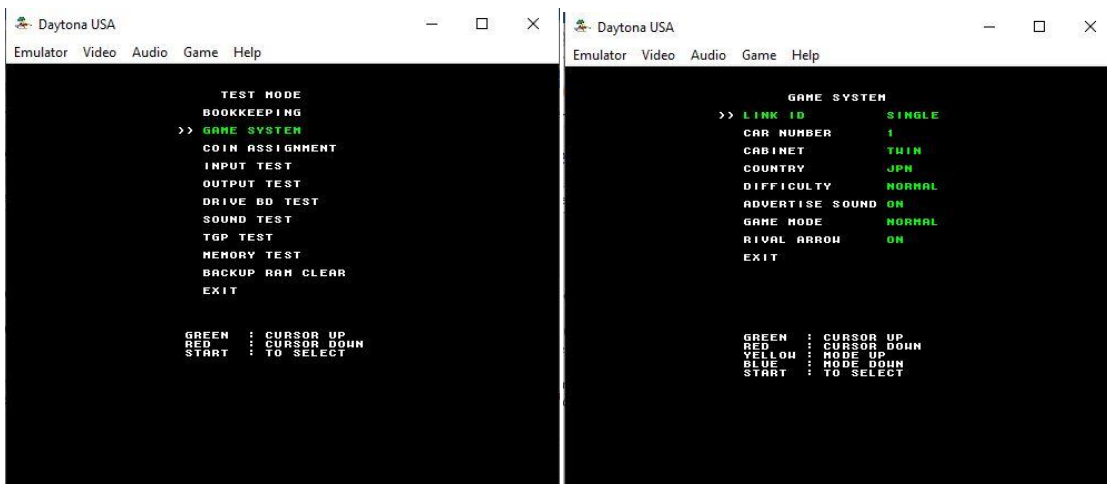 Daytona USA
Emulator Video Audio Game Help
TEST MODE
BOOKKEEPING
>> GAME SYSTEM
COIN ASSIGNMENT
INPUT TEST
OUTPUT TEST
DRIVE BD TEST
SOUND TEST
TGP TEST
MEMORY TEST
BACKUP RAM CLEAR
EXIT
GREEN : CURSOR UP
RED : CURSOR DOWN
START : TO SELECT
Daytona USA
Emulator Video Audio Game Help
GAME SYSTEM
>> LINK ID SINGLE
CAR NUMBER 1
CABINET TWIN
COUNTRY JPN
DIFFICULTY NORMAL
ADVERTISE SOUND ON
GAME MODE NORMAL
RIVAL ARROW ON
EXIT
GREEN : CURSOR UP
RED : CURSOR DOWN
YELLOW : MODE UP
BLUE : MODE DOWN
START : TO SELECT